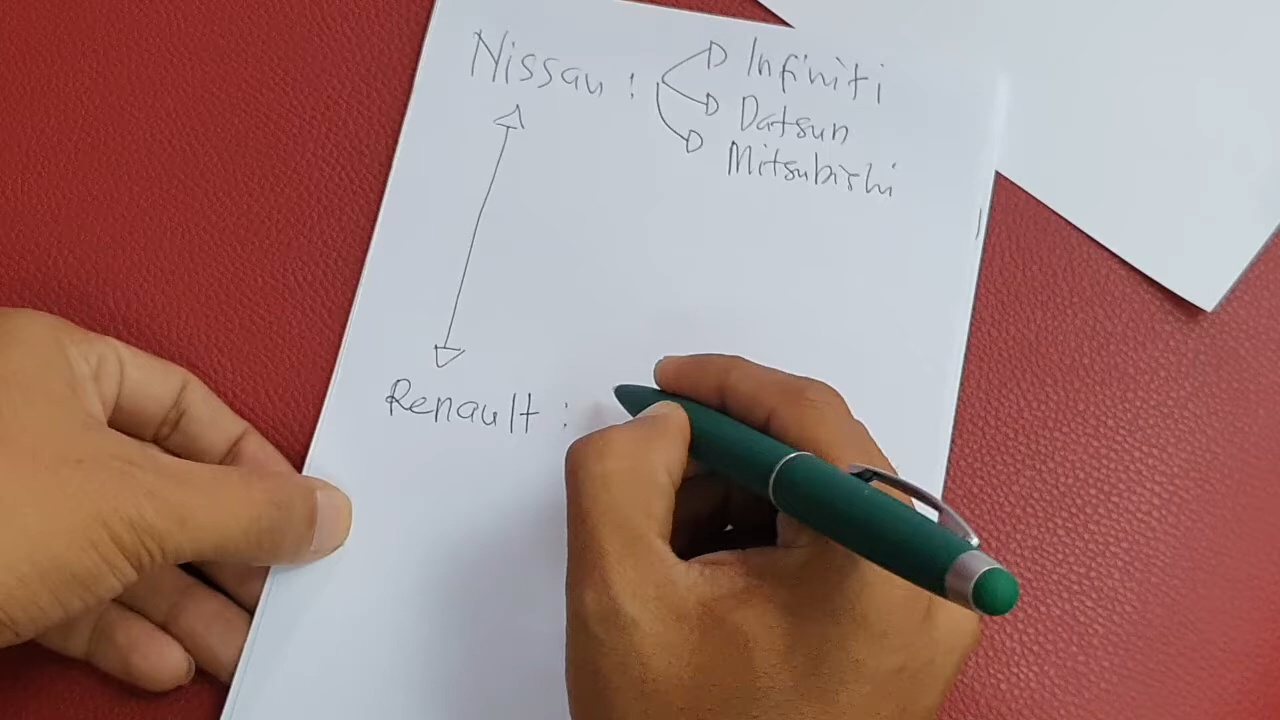 Nissan : Infiniti
Datsun
Mitsubishi
Renault :